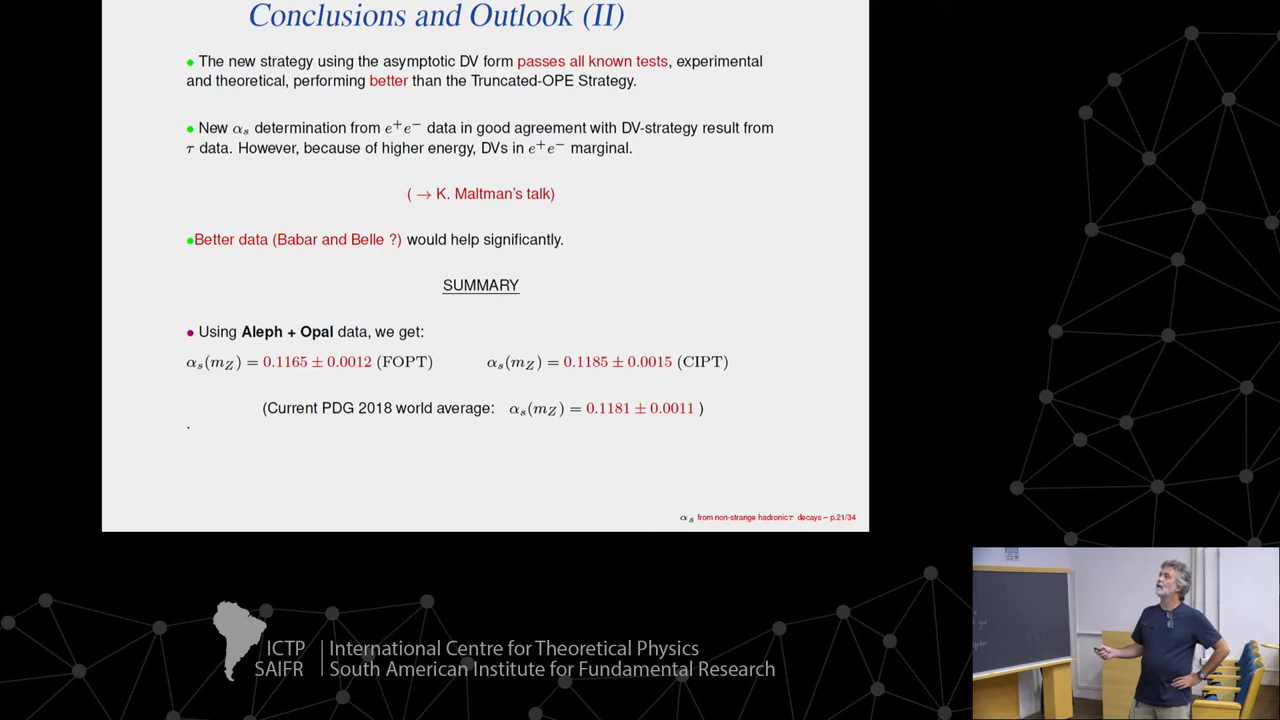 Conclusions and Outlook (II)
● The new strategy using the asymptotic DV form passes all known tests, experimental
and theoretical, performing better than the Truncated-OPE Strategy.
● New αₛ determination from e⁺e⁻ data in good agreement with DV-strategy result from
τ data. However, because of higher energy, DVs in e⁺e⁻ marginal.
( → K. Maltman's talk)
●Better data (Babar and Belle ?) would help significantly.
SUMMARY
● Using Aleph + Opal data, we get:
αₛ(m_Z) = 0.1165 ± 0.0012 (FOPT) αₛ(m_Z) = 0.1185 ± 0.0015 (CIPT)
(Current PDG 2018 world average: αₛ(m_Z) = 0.1181 ± 0.0011 )
.
αₛ from non-strange hadronicτ decays – p.21/34
ICTP | International Centre for Theoretical Physics
SAIFR | South American Institute for Fundamental Research